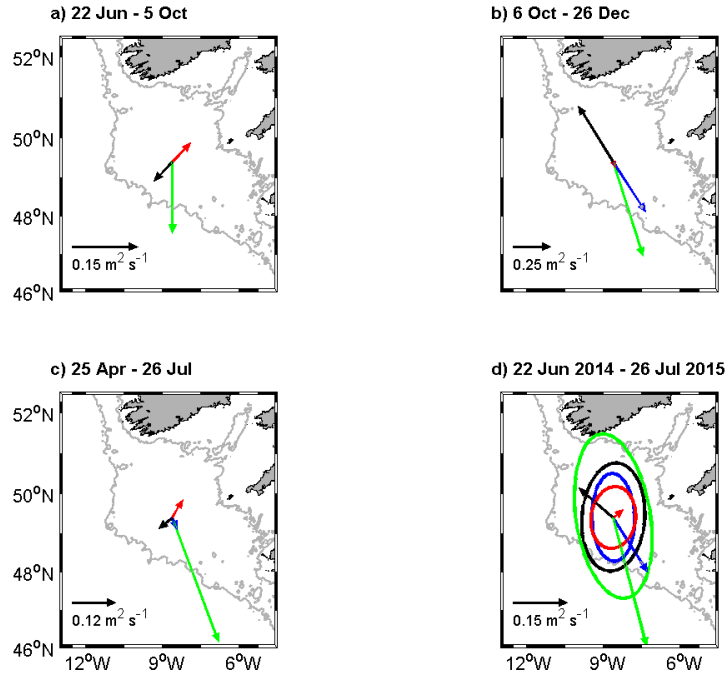 a) 22 Jun - 5 Oct
b) 6 Oct - 26 Dec
52°N
50°N
48°N
46°N
0.15 m² s⁻¹
0.25 m² s⁻¹
c) 25 Apr - 26 Jul
d) 22 Jun 2014 - 26 Jul 2015
52°N
50°N
48°N
46°N
0.12 m² s⁻¹
0.15 m² s⁻¹
12°W 9°W 6°W
12°W 9°W 6°W